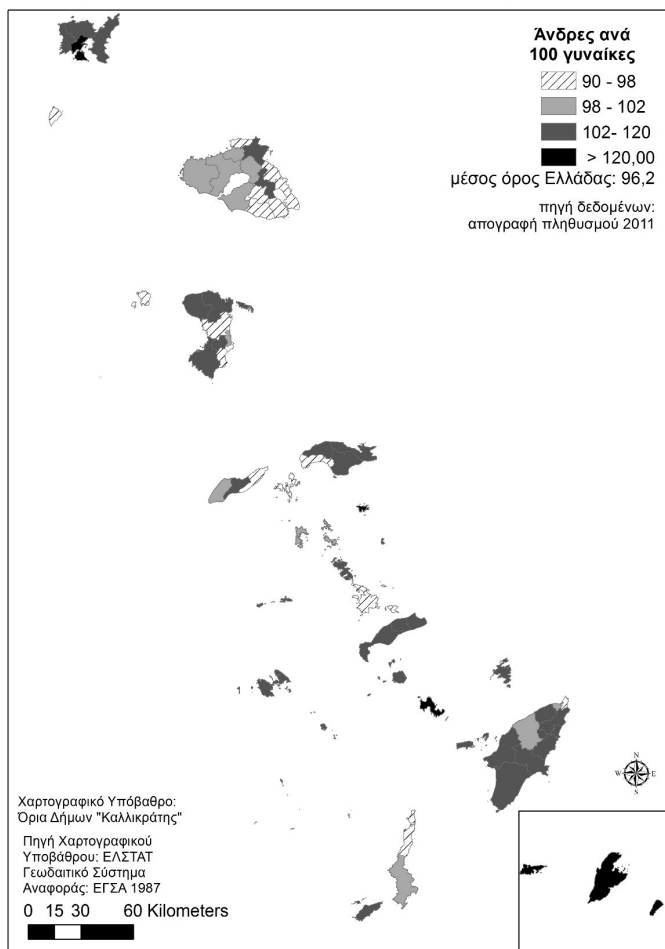 Άνδρες ανά
100 γυναίκες
90 - 98
98 - 102
102- 120
> 120,00
μέσος όρος Ελλάδας: 96,2
πηγή δεδομένων:
απογραφή πληθυσμού 2011
N
W E
S
Χαρτογραφικό Υπόβαθρο:
Όρια Δήμων "Καλλικράτης"
Πηγή Χαρτογραφικού
Υποβάθρου: ΕΛΣΤΑΤ
Γεωδαιτικό Σύστημα
Αναφοράς: ΕΓΣΑ 1987
0 15 30 60 Kilometers